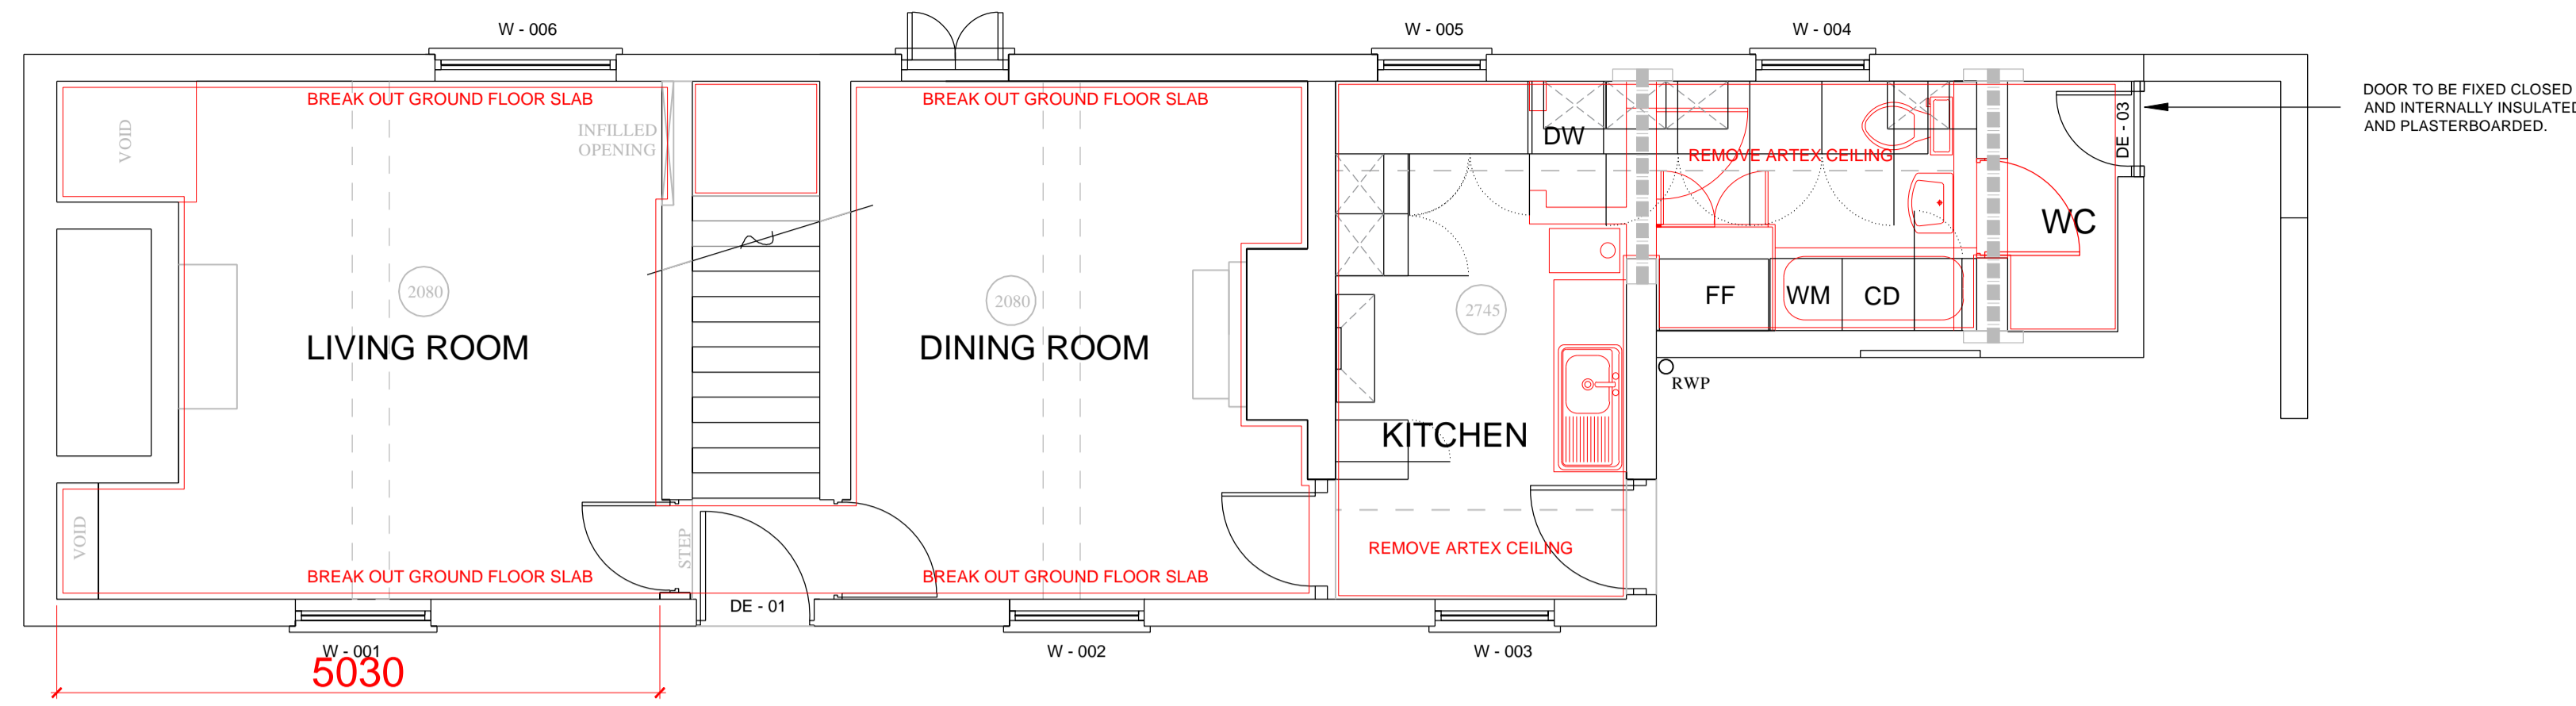 W - 006
W - 005
W - 004
BREAK OUT GROUND FLOOR SLAB
BREAK OUT GROUND FLOOR SLAB
DOOR TO BE FIXED CLOSED
AND INTERNALLY INSULATED
AND PLASTERBOARDED.
VOID
INFILLED
OPENING
DW
DE - 03
REMOVE ARTEX CEILING
WC
2080
2080
2745
FF
WM
CD
LIVING ROOM
DINING ROOM
RWP
KITCHEN
VOID
STEP
REMOVE ARTEX CEILING
BREAK OUT GROUND FLOOR SLAB
BREAK OUT GROUND FLOOR SLAB
DE - 01
W - 001
W - 002
W - 003
5030